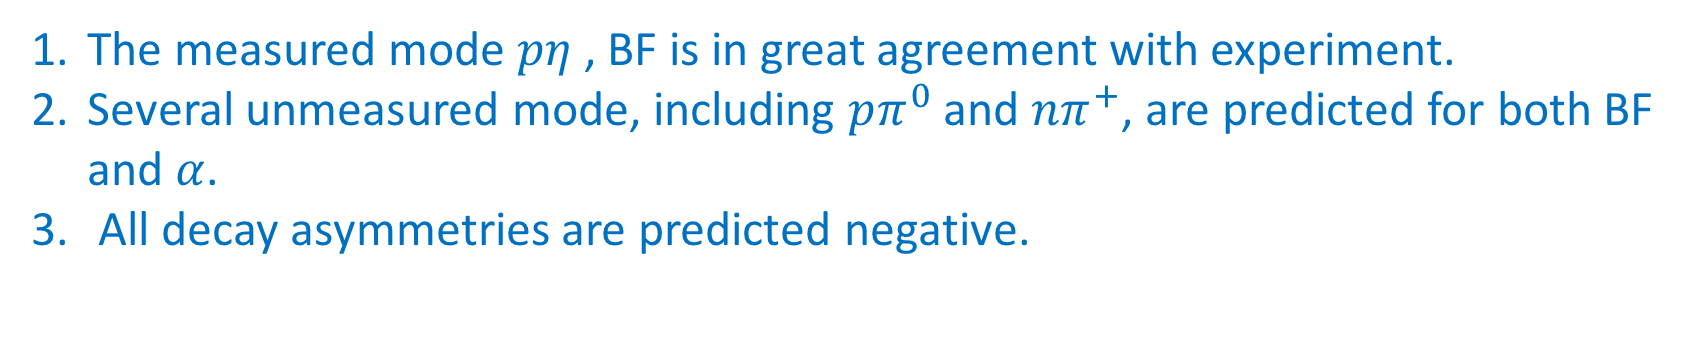 1. The measured mode pη , BF is in great agreement with experiment.
2. Several unmeasured mode, including pπ⁰ and nπ⁺, are predicted for both BF
and α.
3. All decay asymmetries are predicted negative.